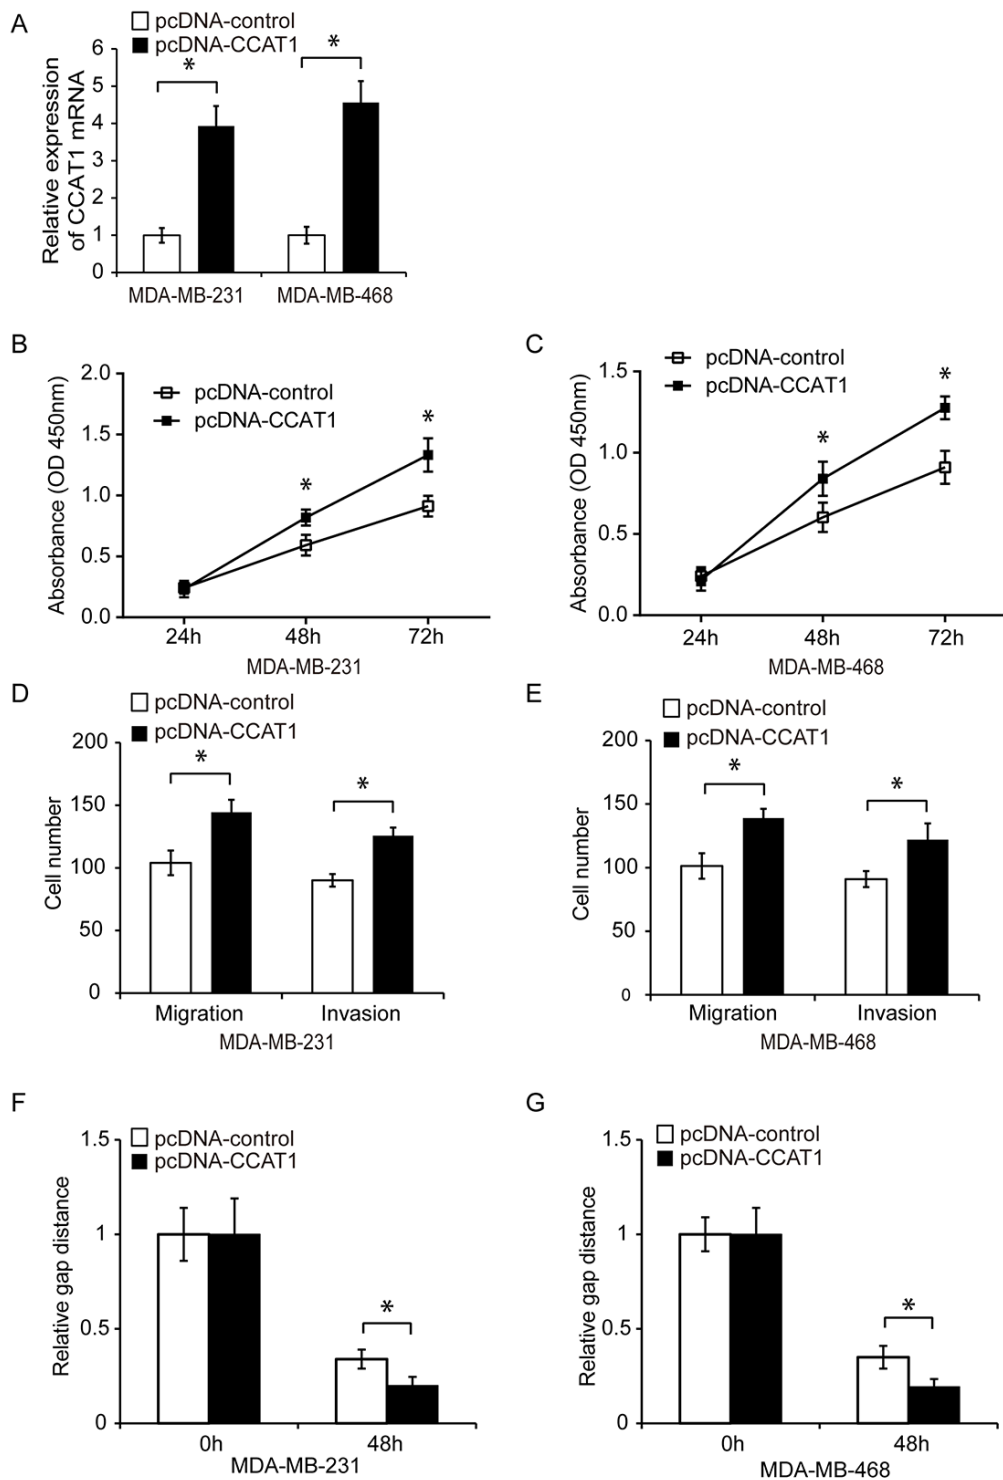 A
pcDNA-control
pcDNA-CCAT1
Relative expression
of CCAT1 mRNA
6
5
4
3
2
1
0
*
*
MDA-MB-231
MDA-MB-468
B
pcDNA-control
pcDNA-CCAT1
Absorbance (OD 450nm)
2.0
1.5
1.0
0.5
0.0
*
*
24h
48h
72h
MDA-MB-231
C
pcDNA-control
pcDNA-CCAT1
Absorbance (OD 450nm)
1.5
1.0
0.5
0.0
*
*
24h
48h
72h
MDA-MB-468
D
pcDNA-control
pcDNA-CCAT1
Cell number
200
150
100
50
0
*
*
Migration
Invasion
MDA-MB-231
E
pcDNA-control
pcDNA-CCAT1
Cell number
200
150
100
50
0
*
*
Migration
Invasion
MDA-MB-468
F
pcDNA-control
pcDNA-CCAT1
Relative gap distance
1.5
1
0.5
0
*
0h
48h
MDA-MB-231
G
pcDNA-control
pcDNA-CCAT1
Relative gap distance
1.5
1
0.5
0
*
0h
48h
MDA-MB-468